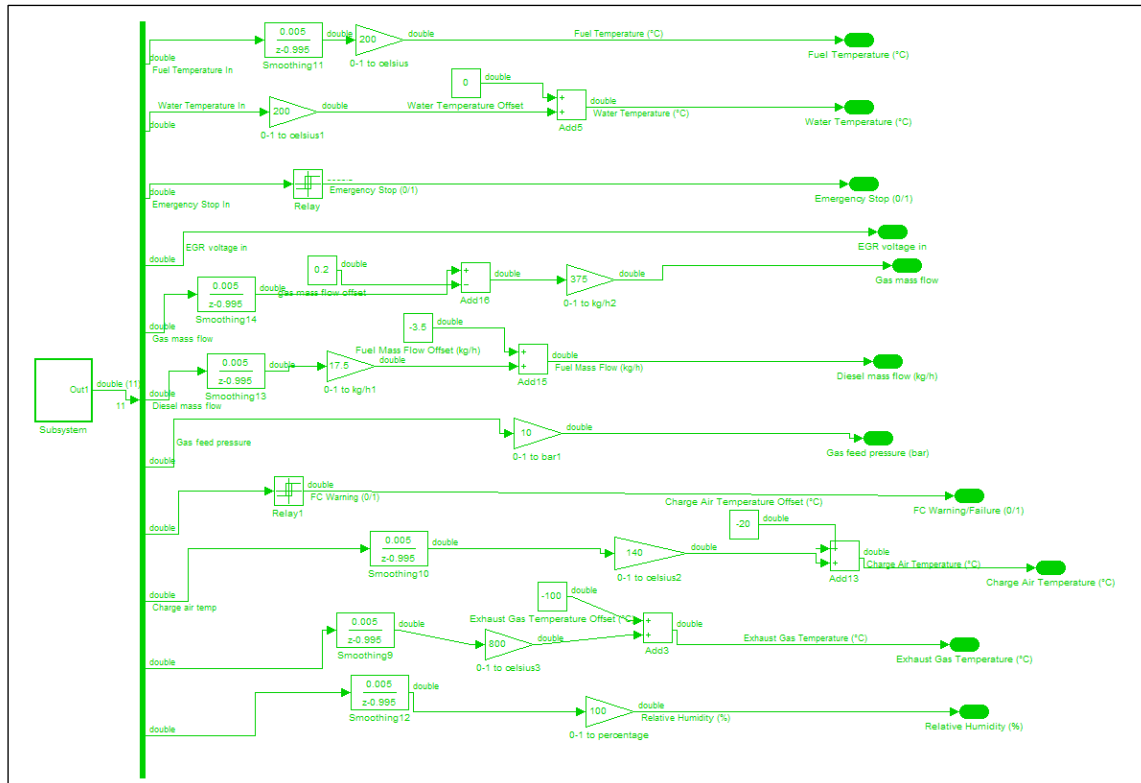 0.005
z-0.995
Smoothing11
double
Fuel Temperature In
200
0-1 to celsius
double
double
Fuel Temperature (°C)
Fuel Temperature (°C)
double
Water Temperature In
200
0-1 to celsius1
double
Water Temperature Offset
0
double
Add5
double
Water Temperature (°C)
Water Temperature (°C)
double
Emergency Stop In
Relay
Emergency Stop (0/1)
Emergency Stop (0/1)
double
EGR voltage in
EGR voltage in
double
Gas mass flow
0.005
z-0.995
Smoothing14
double
gas mass flow offset
0.2
double
Add16
double
375
0-1 to kg/h2
double
Gas mass flow
Subsystem
Out1
double (11)
11
double
Diesel mass flow
0.005
z-0.995
Smoothing13
double
17.5
0-1 to kg/h1
double
-3.5
double
Fuel Mass Flow Offset (kg/h)
Add15
double
Fuel Mass Flow (kg/h)
Diesel mass flow (kg/h)
double
Gas feed pressure
10
0-1 to bar1
double
Gas feed pressure (bar)
double
Relay1
double
FC Warning (0/1)
FC Warning/Failure (0/1)
double
Charge air temp
0.005
z-0.995
Smoothing10
double
140
0-1 to celsius2
double
Charge Air Temperature Offset (°C)
-20
double
Add13
double
Charge Air Temperature (°C)
Charge Air Temperature (°C)
double
0.005
z-0.995
Smoothing9
double
800
0-1 to celsius3
double
-100
double
Exhaust Gas Temperature Offset (°C)
Add3
double
Exhaust Gas Temperature (°C)
Exhaust Gas Temperature (°C)
double
0.005
z-0.995
Smoothing12
double
100
0-1 to percentage
double
Relative Humidity (%)
Relative Humidity (%)